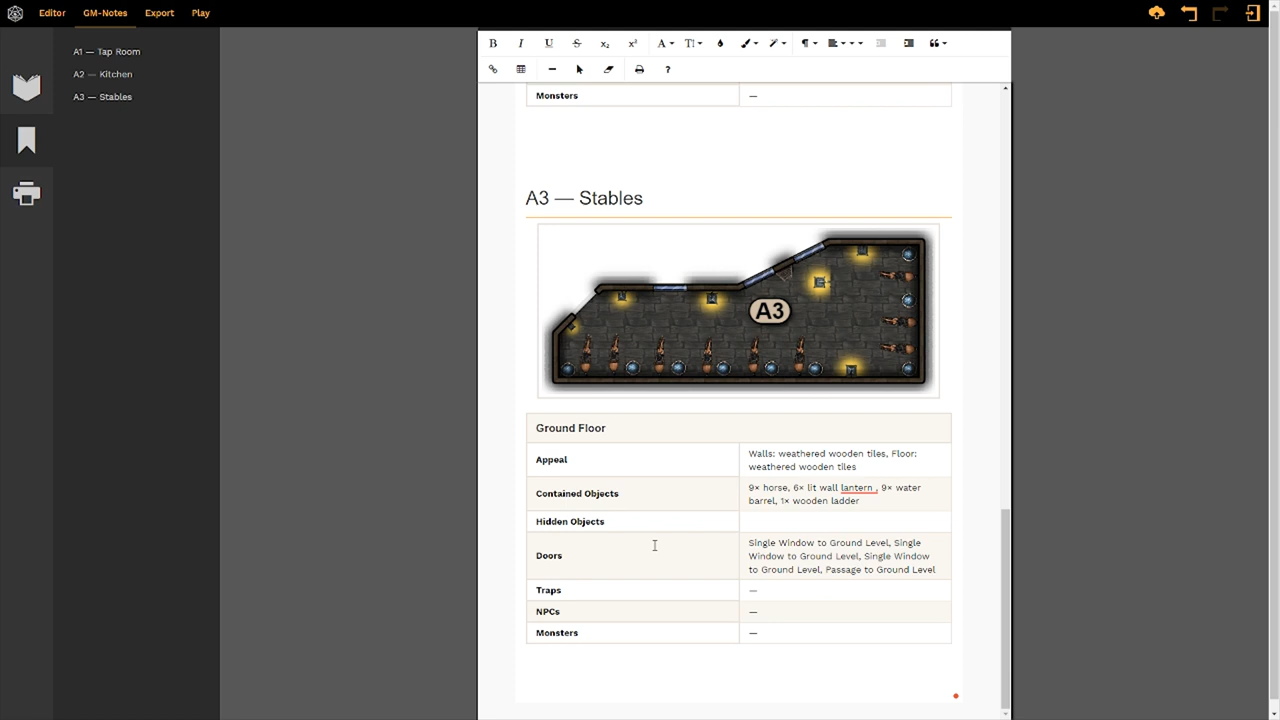 Editor GM-Notes Export Play
A1 — Tap Room
A2 — Kitchen
A3 — Stables
B I U S x₂ x² A T! ¶ “ ?
Monsters —
A3 — Stables
A3
Ground Floor
Appeal
Walls: weathered wooden tiles, Floor:
weathered wooden tiles
Contained Objects
9× horse, 6× lit wall lantern , 9× water
barrel, 1× wooden ladder
Hidden Objects
Doors
Single Window to Ground Level, Single
Window to Ground Level, Single Window
to Ground Level, Passage to Ground Level
Traps —
NPCs —
Monsters —